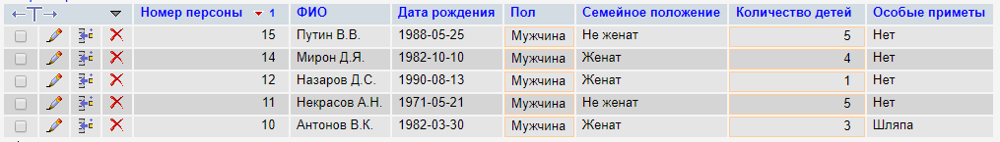 Номер персоны 1 ФИО Дата рождения Пол Семейное положение Количество детей Особые приметы
15 Путин В.В. 1988-05-25 Мужчина Не женат 5 Нет
14 Мирон Д.Я. 1982-10-10 Мужчина Женат 4 Нет
12 Назаров Д.С. 1990-08-13 Мужчина Женат 1 Нет
11 Некрасов А.Н. 1971-05-21 Мужчина Не женат 5 Нет
10 Антонов В.К. 1982-03-30 Мужчина Женат 3 Шляпа